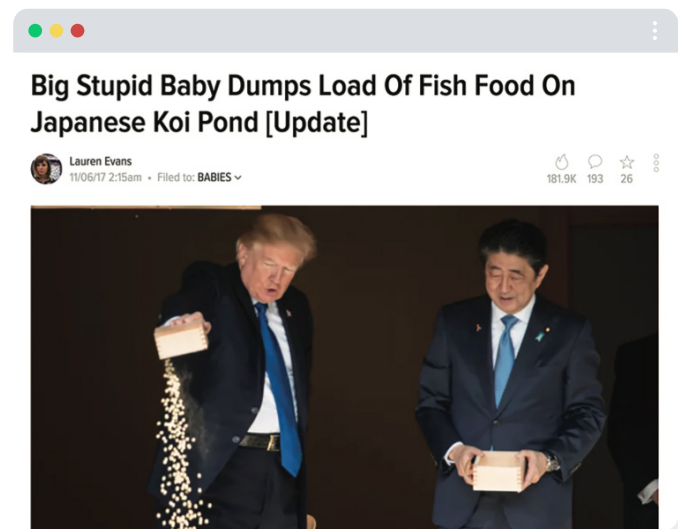 Big Stupid Baby Dumps Load Of Fish Food On
Japanese Koi Pond [Update]
Lauren Evans
11/06/17 2:15am • Filed to: BABIES
181.9K 193 26